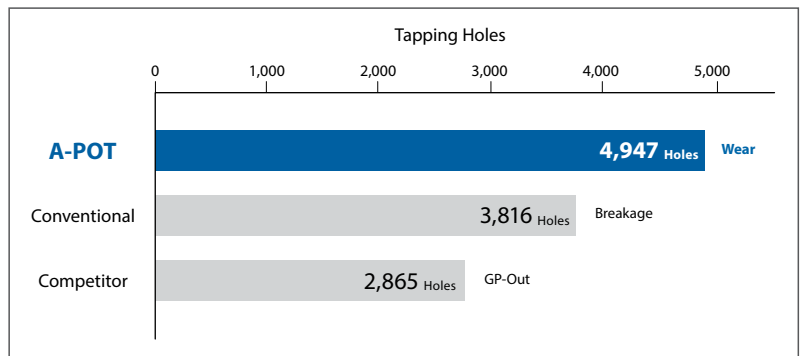 Tapping Holes
0 1,000 2,000 3,000 4,000 5,000
A-POT 4,947 Holes Wear
Conventional 3,816 Holes Breakage
Competitor 2,865 Holes GP-Out